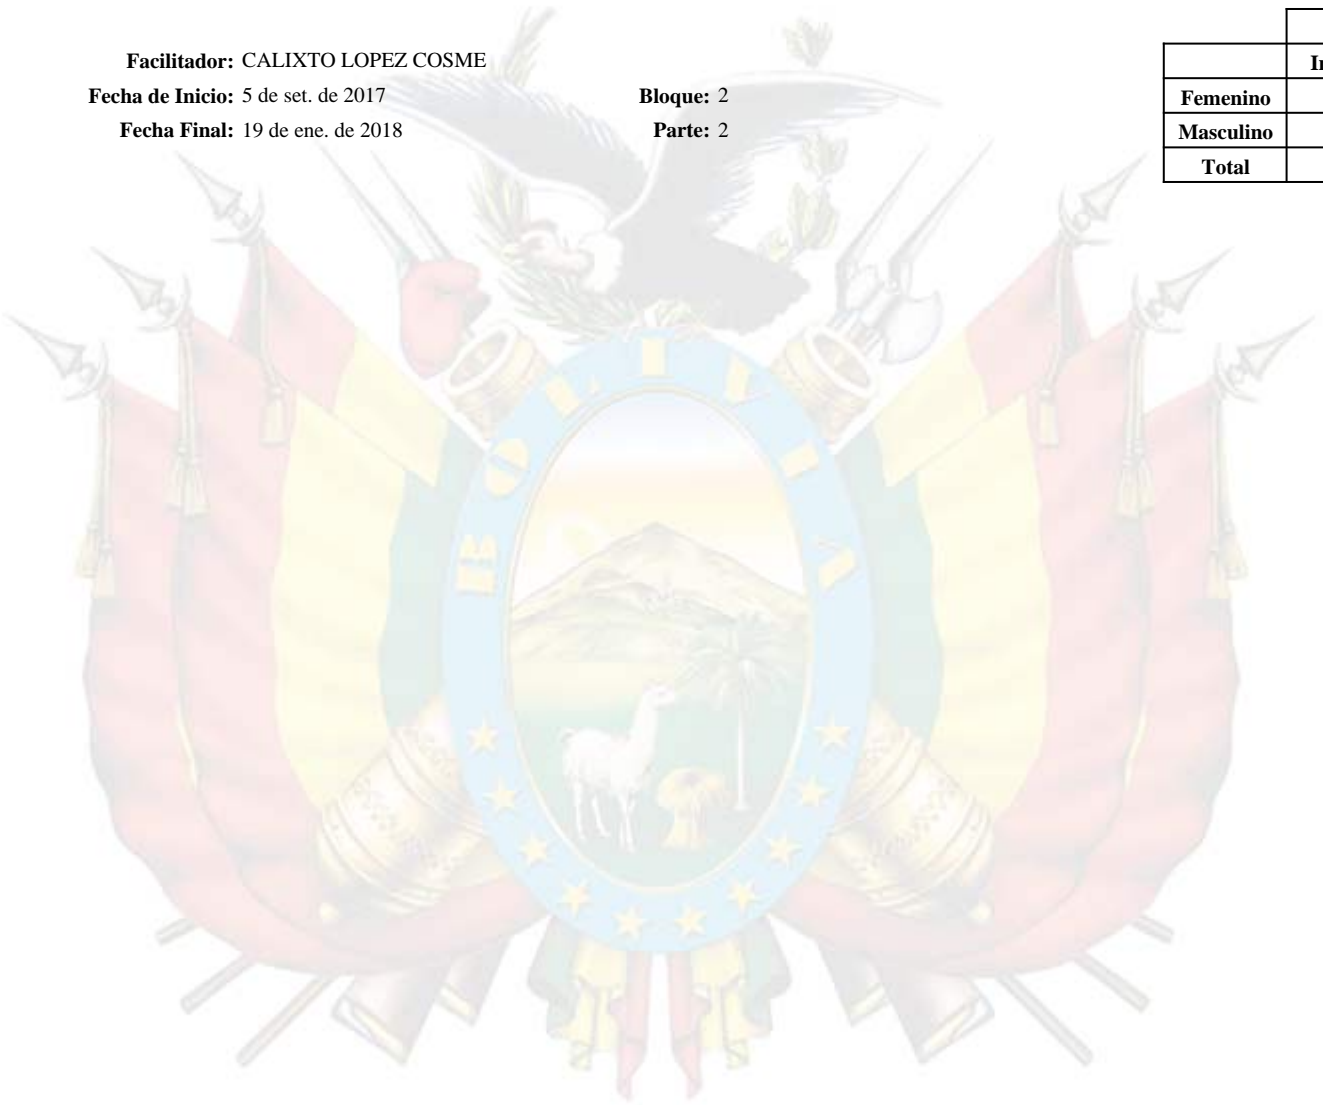 Facilitador: CALIXTO LOPEZ COSME
Fecha de Inicio: 5 de set. de 2017 Bloque: 2
Fecha Final: 19 de ene. de 2018 Parte: 2
Femenino
Masculino
Total
BOLIVIA